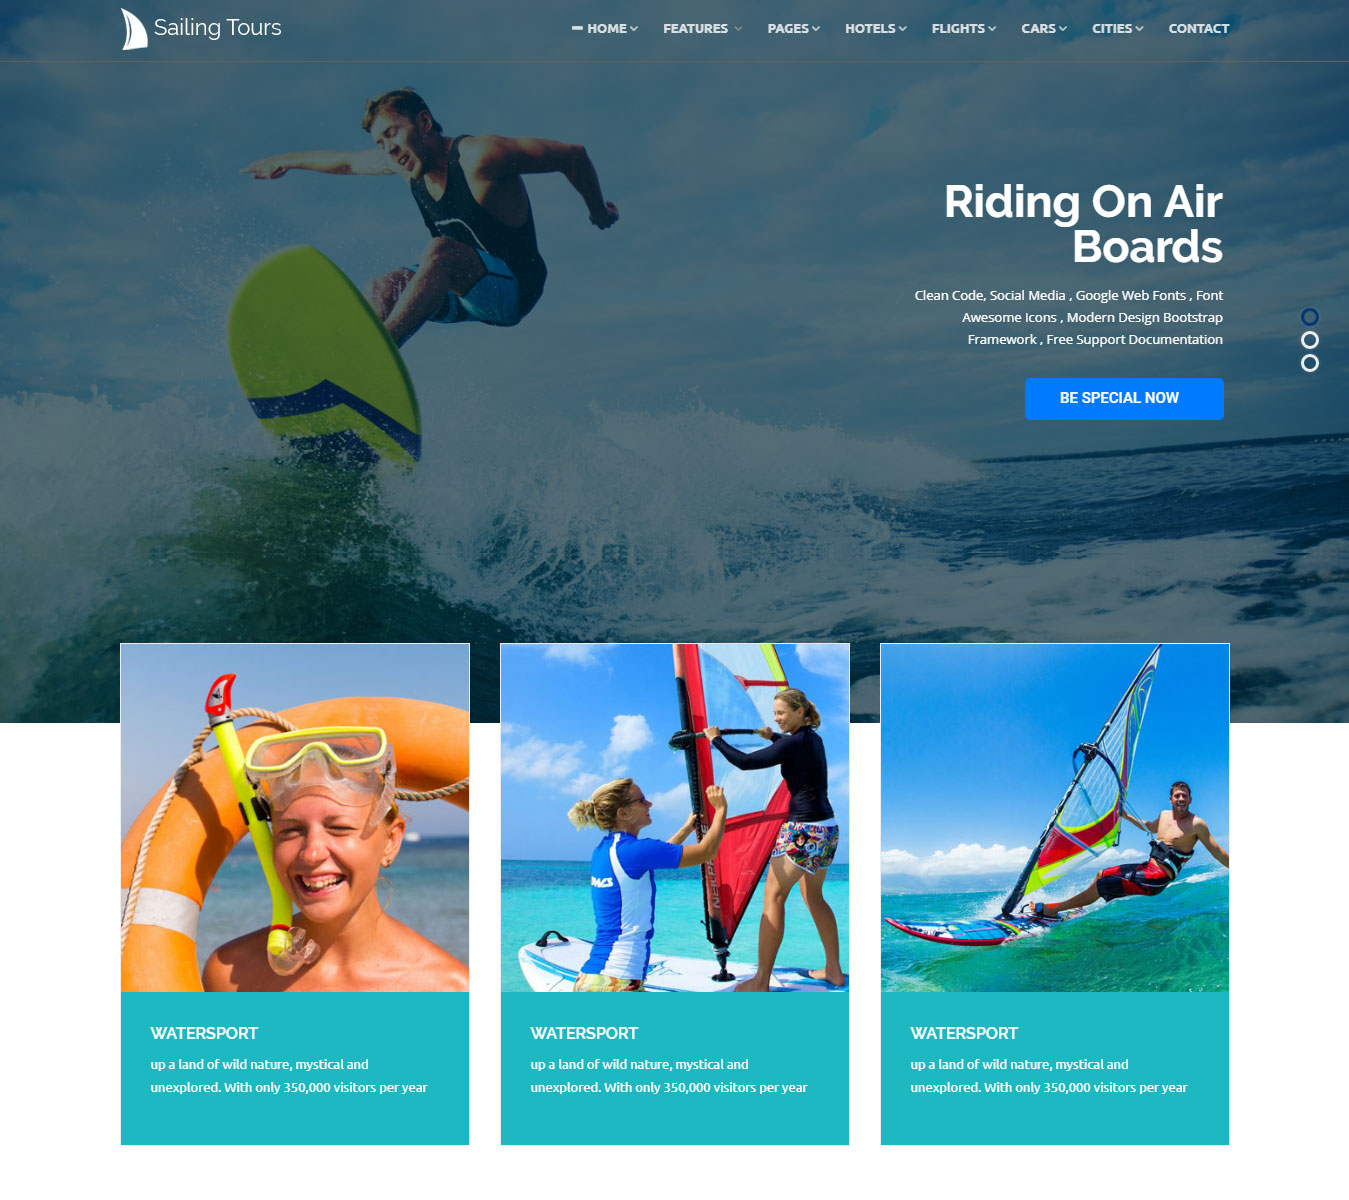 Sailing Tours
HOME FEATURES PAGES HOTELS FLIGHTS CARS CITIES CONTACT
Riding On Air
Boards
Clean Code, Social Media , Google Web Fonts , Font
Awesome Icons , Modern Design Bootstrap
Framework , Free Support Documentation
BE SPECIAL NOW
WATERSPORT
up a land of wild nature, mystical and
unexplored. With only 350,000 visitors per year
WATERSPORT
up a land of wild nature, mystical and
unexplored. With only 350,000 visitors per year
WATERSPORT
up a land of wild nature, mystical and
unexplored. With only 350,000 visitors per year